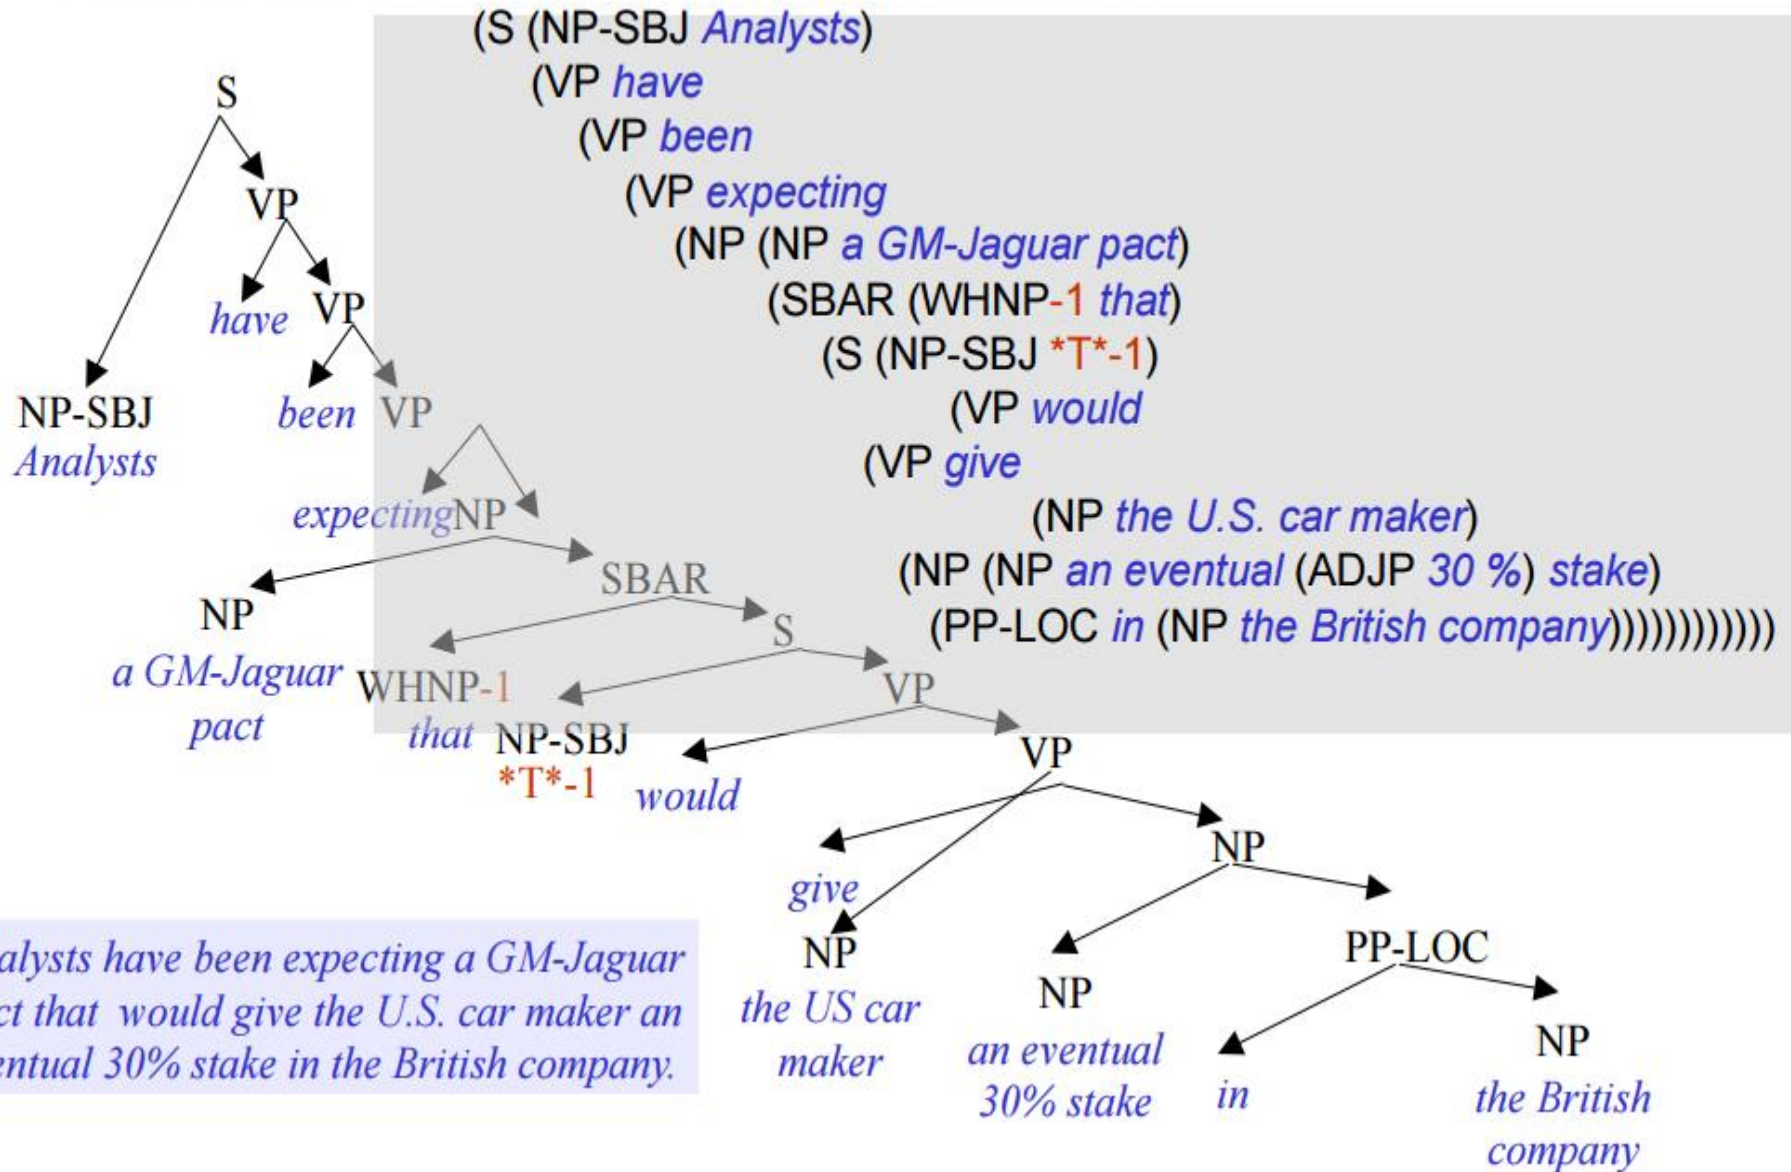 (S (NP-SBJ Analysts)
(VP have
(VP been
(VP expecting
(NP (NP a GM-Jaguar pact)
(SBAR (WHNP-1 that)
(S (NP-SBJ *T*-1)
(VP would
(VP give
(NP the U.S. car maker)
(NP (NP an eventual (ADJP 30 %) stake)
(PP-LOC in (NP the British company))))))))))))
S
VP
have VP
NP-SBJ been VP
Analysts
expecting NP
SBAR
NP
S
a GM-Jaguar
pact
WHNP-1
VP
that NP-SBJ
*T*-1
would
VP
NP
give
NP
the US car
maker
PP-LOC
NP
an eventual
30% stake
in
NP
the British
company
alysts have been expecting a GM-Jaguar
ct that would give the U.S. car maker an
entual 30% stake in the British company.